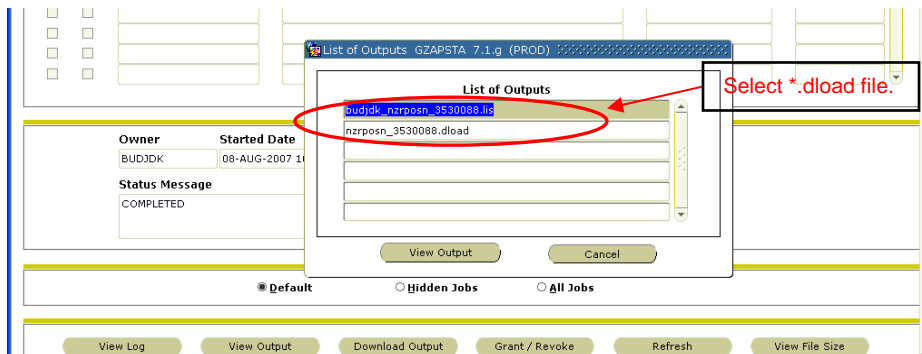 List of Outputs GZAPSTA 7.1.g (PROD)
Select *.dload file.
List of Outputs
budjdk_nzrposn_3530088.lis
nzrposn_3530088.dload
Owner Started Date
BUDJDK 08-AUG-2007
Status Message
COMPLETED
View Output Cancel
Default Hidden Jobs All Jobs
View Log View Output Download Output Grant / Revoke Refresh View File Size